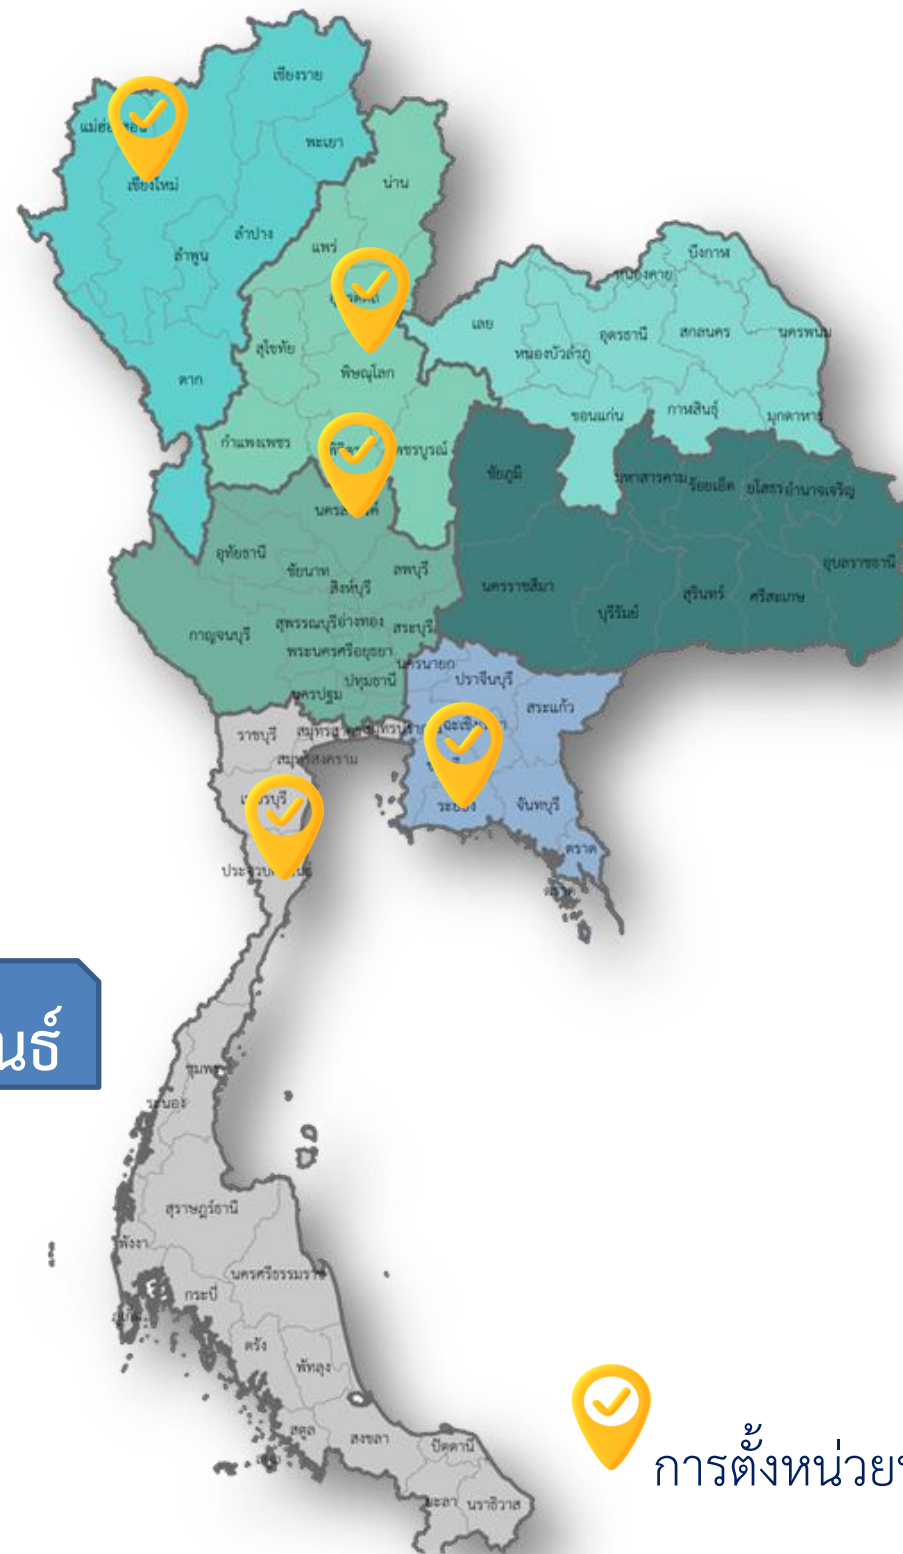 เชียงราย
พะเยา
เชียงใหม่
น่าน
ลำปาง
แพร่
ลำพูน
บึงกาฬ
หนองคาย
เลย
อุดรธานี
สกลนคร
นครพนม
สุโขทัย
หนองบัวลำภู
พิษณุโลก
ตาก
ขอนแก่น
กาฬสินธุ์
มุกดาหาร
กำแพงเพชร
ชัยภูมิ
มหาสารคาม
ร้อยเอ็ด
ยโสธร
อำนาจเจริญ
อุทัยธานี
ชัยนาท
ลพบุรี
สิงห์บุรี
นครราชสีมา
บุรีรัมย์
สุรินทร์
ศรีสะเกษ
อุบลราชธานี
กาญจนบุรี
สุพรรณบุรี
อ่างทอง
สระบุรี
พระนครศรีอยุธยา
นครนายก
ปทุมธานี
ปราจีนบุรี
นครปฐม
สระแก้ว
ราชบุรี
สมุทรสงคราม
จันทบุรี
ตราด
ตราด
นธ์
ชุมพร
ระนอง
สุราษฎร์ธานี
พังงา
นครศรีธรรมราช
กระบี่
ตรัง
พัทลุง
สตูล
สงขลา
ปัตตานี
ยะลา
นราธิวาส
การตั้งหน่วย